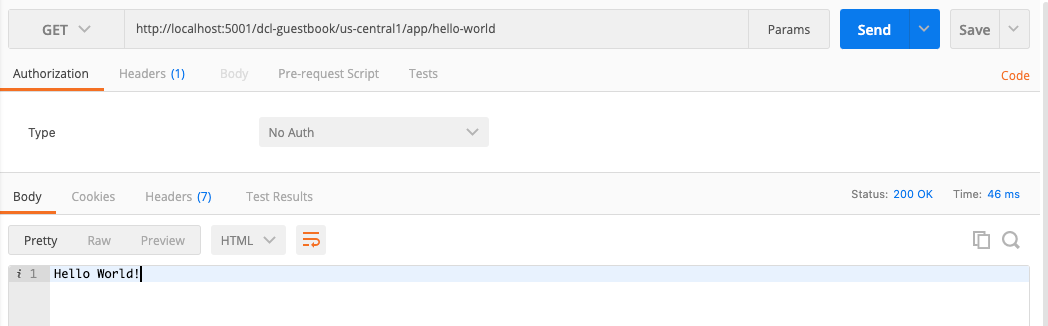 GET http://localhost:5001/dcl-guestbook/us-central1/app/hello-world Params Send Save
Authorization Headers (1) Body Pre-request Script Tests Code
Type No Auth
Body Cookies Headers (7) Test Results Status: 200 OK Time: 46 ms
Pretty Raw Preview HTML
i 1 Hello World!